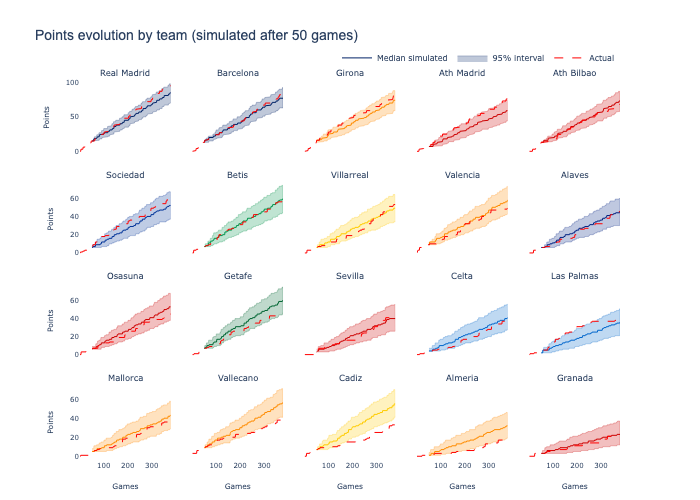 Points evolution by team (simulated after 50 games)
Median simulated 95% interval Actual
Real Madrid Barcelona Girona Ath Madrid Ath Bilbao
100
50
0
Points
Sociedad Betis Villarreal Valencia Alaves
60
40
20
0
Points
Osasuna Getafe Sevilla Celta Las Palmas
60
40
20
0
Points
Mallorca Vallecano Cadiz Almeria Granada
60
40
20
0
Points
100 200 300 100 200 300 100 200 300 100 200 300 100 200 300
Games Games Games Games Games